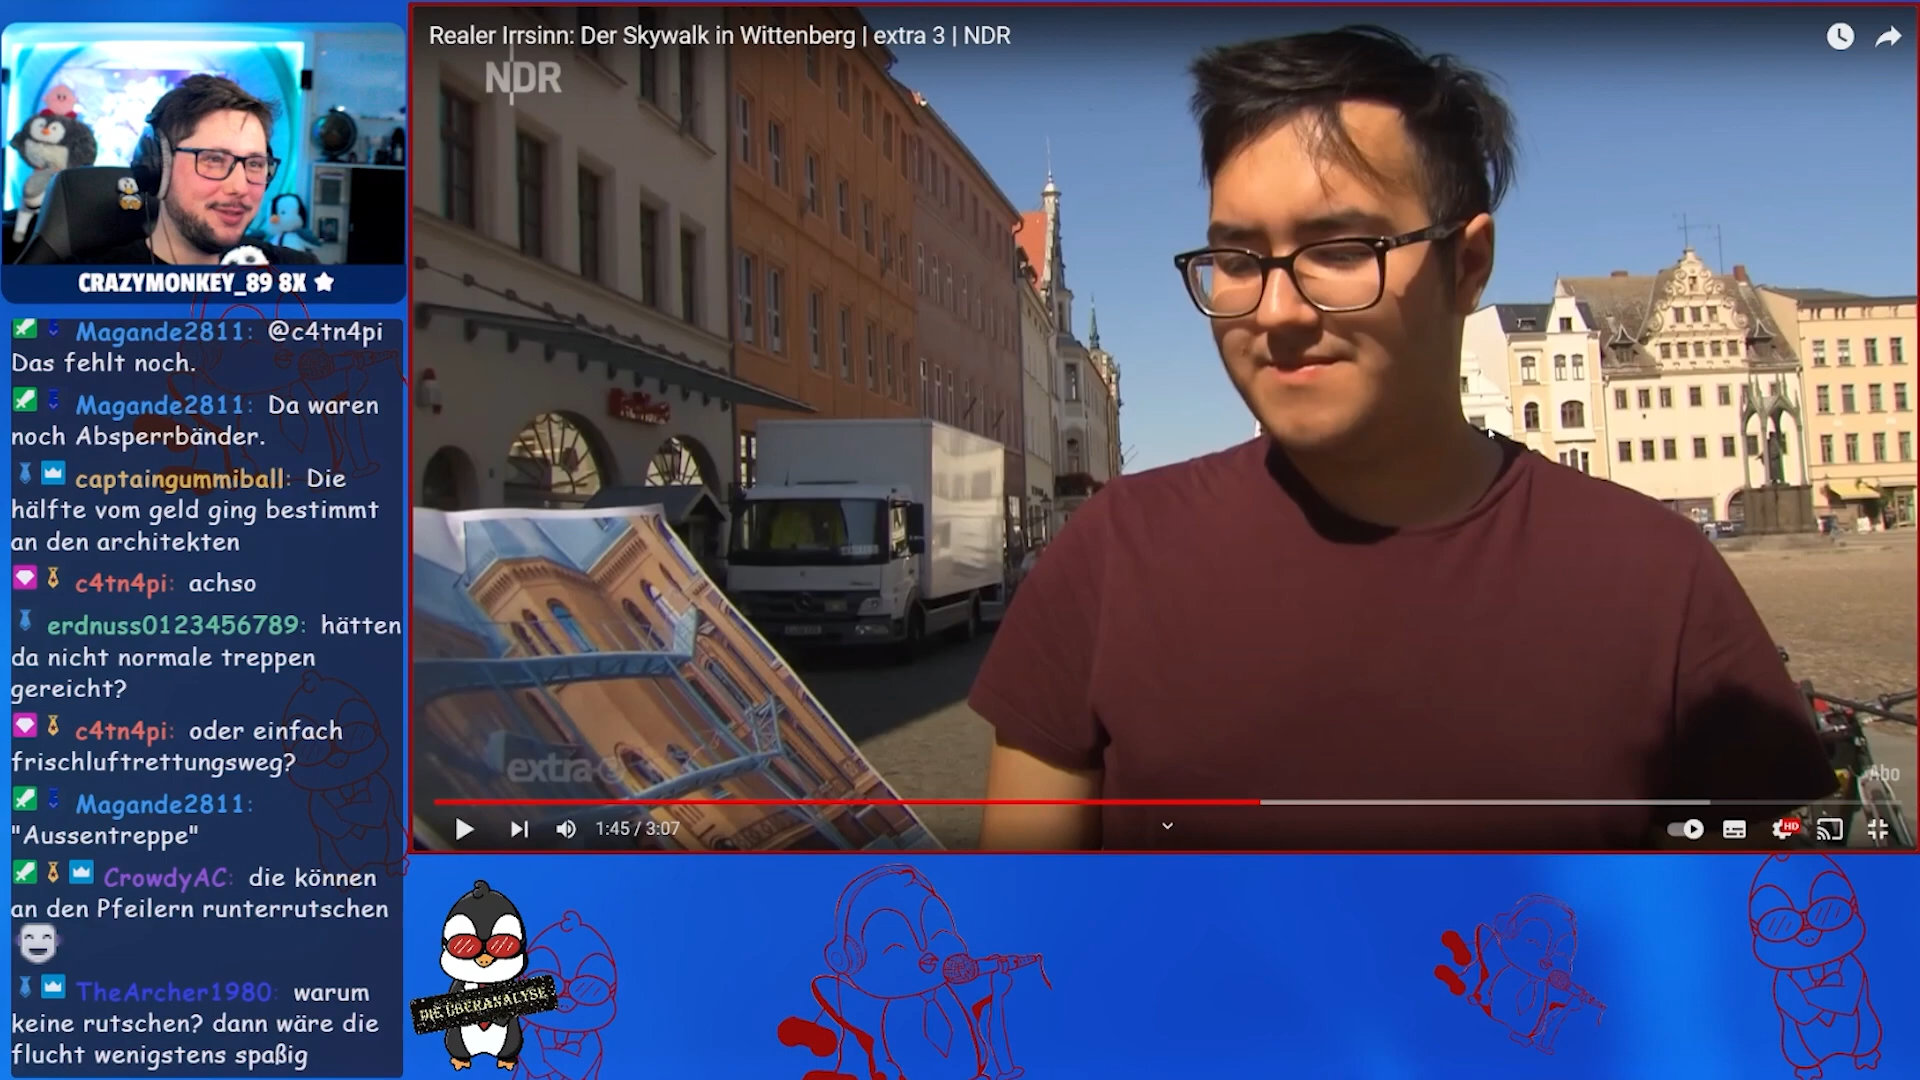 Realer Irrsinn: Der Skywalk in Wittenberg | extra 3 | NDR
NDR
CRAZYMONKEY_89 8X
Magande2811: @c4tn4pi
Das fehlt noch.
Magande2811: Da waren
noch Absperrbänder.
captaingummiball: Die
hälfte vom geld ging bestimmt
an den architekten
c4tn4pi: achso
erdnuss0123456789: hätten
da nicht normale treppen
gereicht?
c4tn4pi: oder einfach
frischluftrettungsweg?
Magande2811:
"Aussentreppe"
CrowdyAC: die können
an den Pfeilern runterrutschen
TheArcher1980: warum
keine rutschen? dann wäre die
flucht wenigstens spaßig
extra 3
Abo
1:45 / 3:07
HD
DIE ÜBERANALYSE